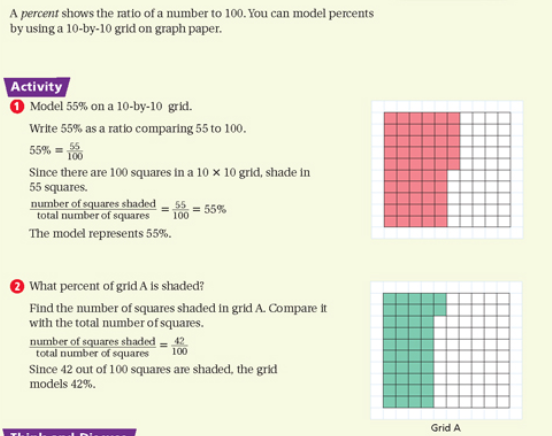 A percent shows the ratio of a number to 100. You can model percents
by using a 10-by-10 grid on graph paper.
Activity
1 Model 55% on a 10-by-10 grid.
Write 55% as a ratio comparing 55 to 100.
55% = 55/100
Since there are 100 squares in a 10 × 10 grid, shade in
55 squares.
number of squares shaded/total number of squares = 55/100 = 55%
The model represents 55%.
2 What percent of grid A is shaded?
Find the number of squares shaded in grid A. Compare it
with the total number of squares.
number of squares shaded/total number of squares = 42/100
Since 42 out of 100 squares are shaded, the grid
models 42%.
Grid A
Think and Discuss